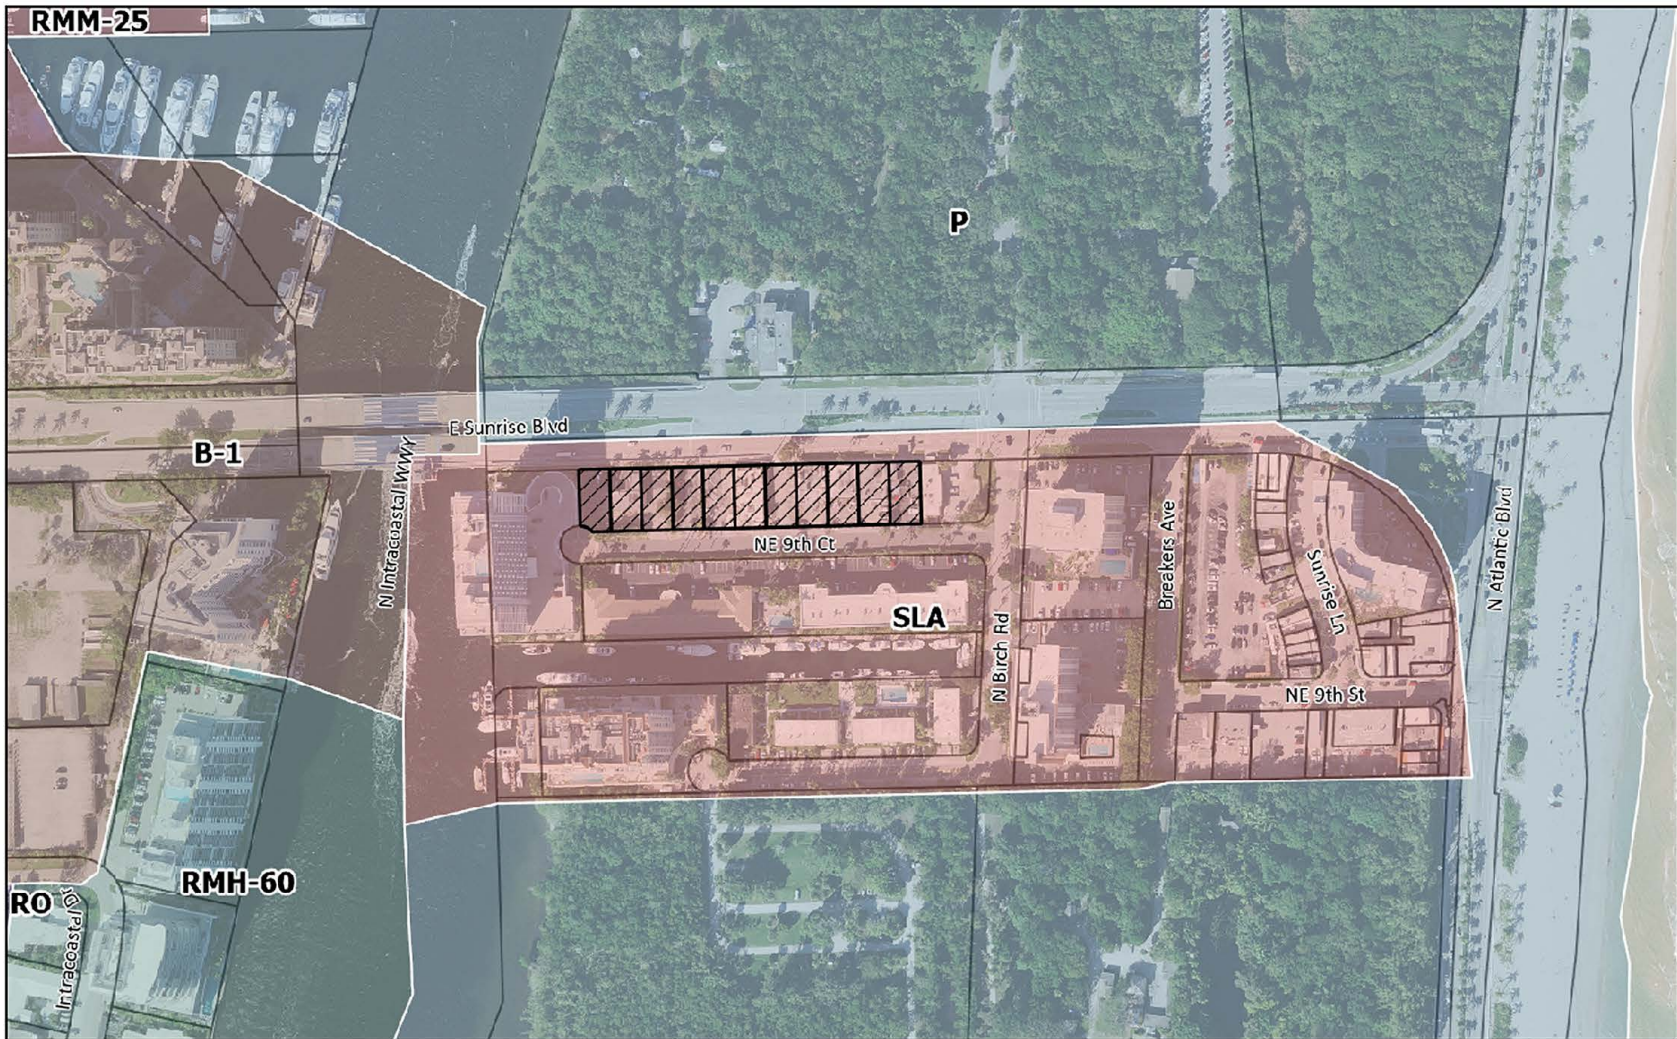 RMM-25
P
E Sunrise Blvd
B-1
N Intracoastal WWY
NE 9th Ct
Breakers Ave
N Atlantic Blvd
Sunrise Ln
SLA
N Birch Rd
NE 9th St
RMH-60
RO
Intracoastal Dr